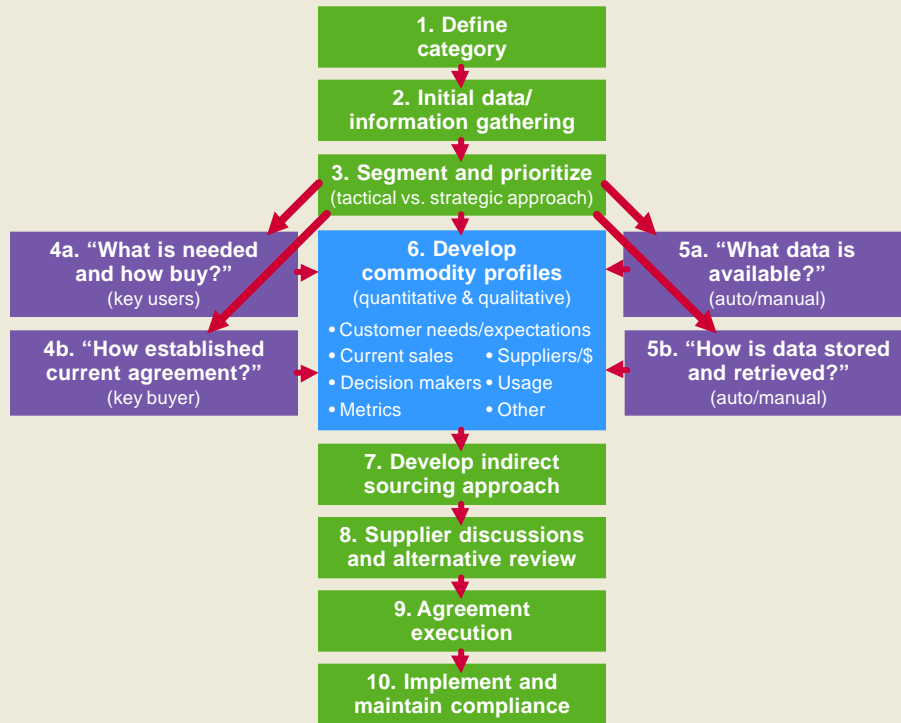 1. Define
category
2. Initial data/
information gathering
3. Segment and prioritize
(tactical vs. strategic approach)
4a. “What is needed
and how buy?”
(key users)
4b. “How established
current agreement?”
(key buyer)
6. Develop
commodity profiles
(quantitative & qualitative)
• Customer needs/expectations
• Current sales • Suppliers/$
• Decision makers • Usage
• Metrics • Other
5a. “What data is
available?”
(auto/manual)
5b. “How is data stored
and retrieved?”
(auto/manual)
7. Develop indirect
sourcing approach
8. Supplier discussions
and alternative review
9. Agreement
execution
10. Implement and
maintain compliance